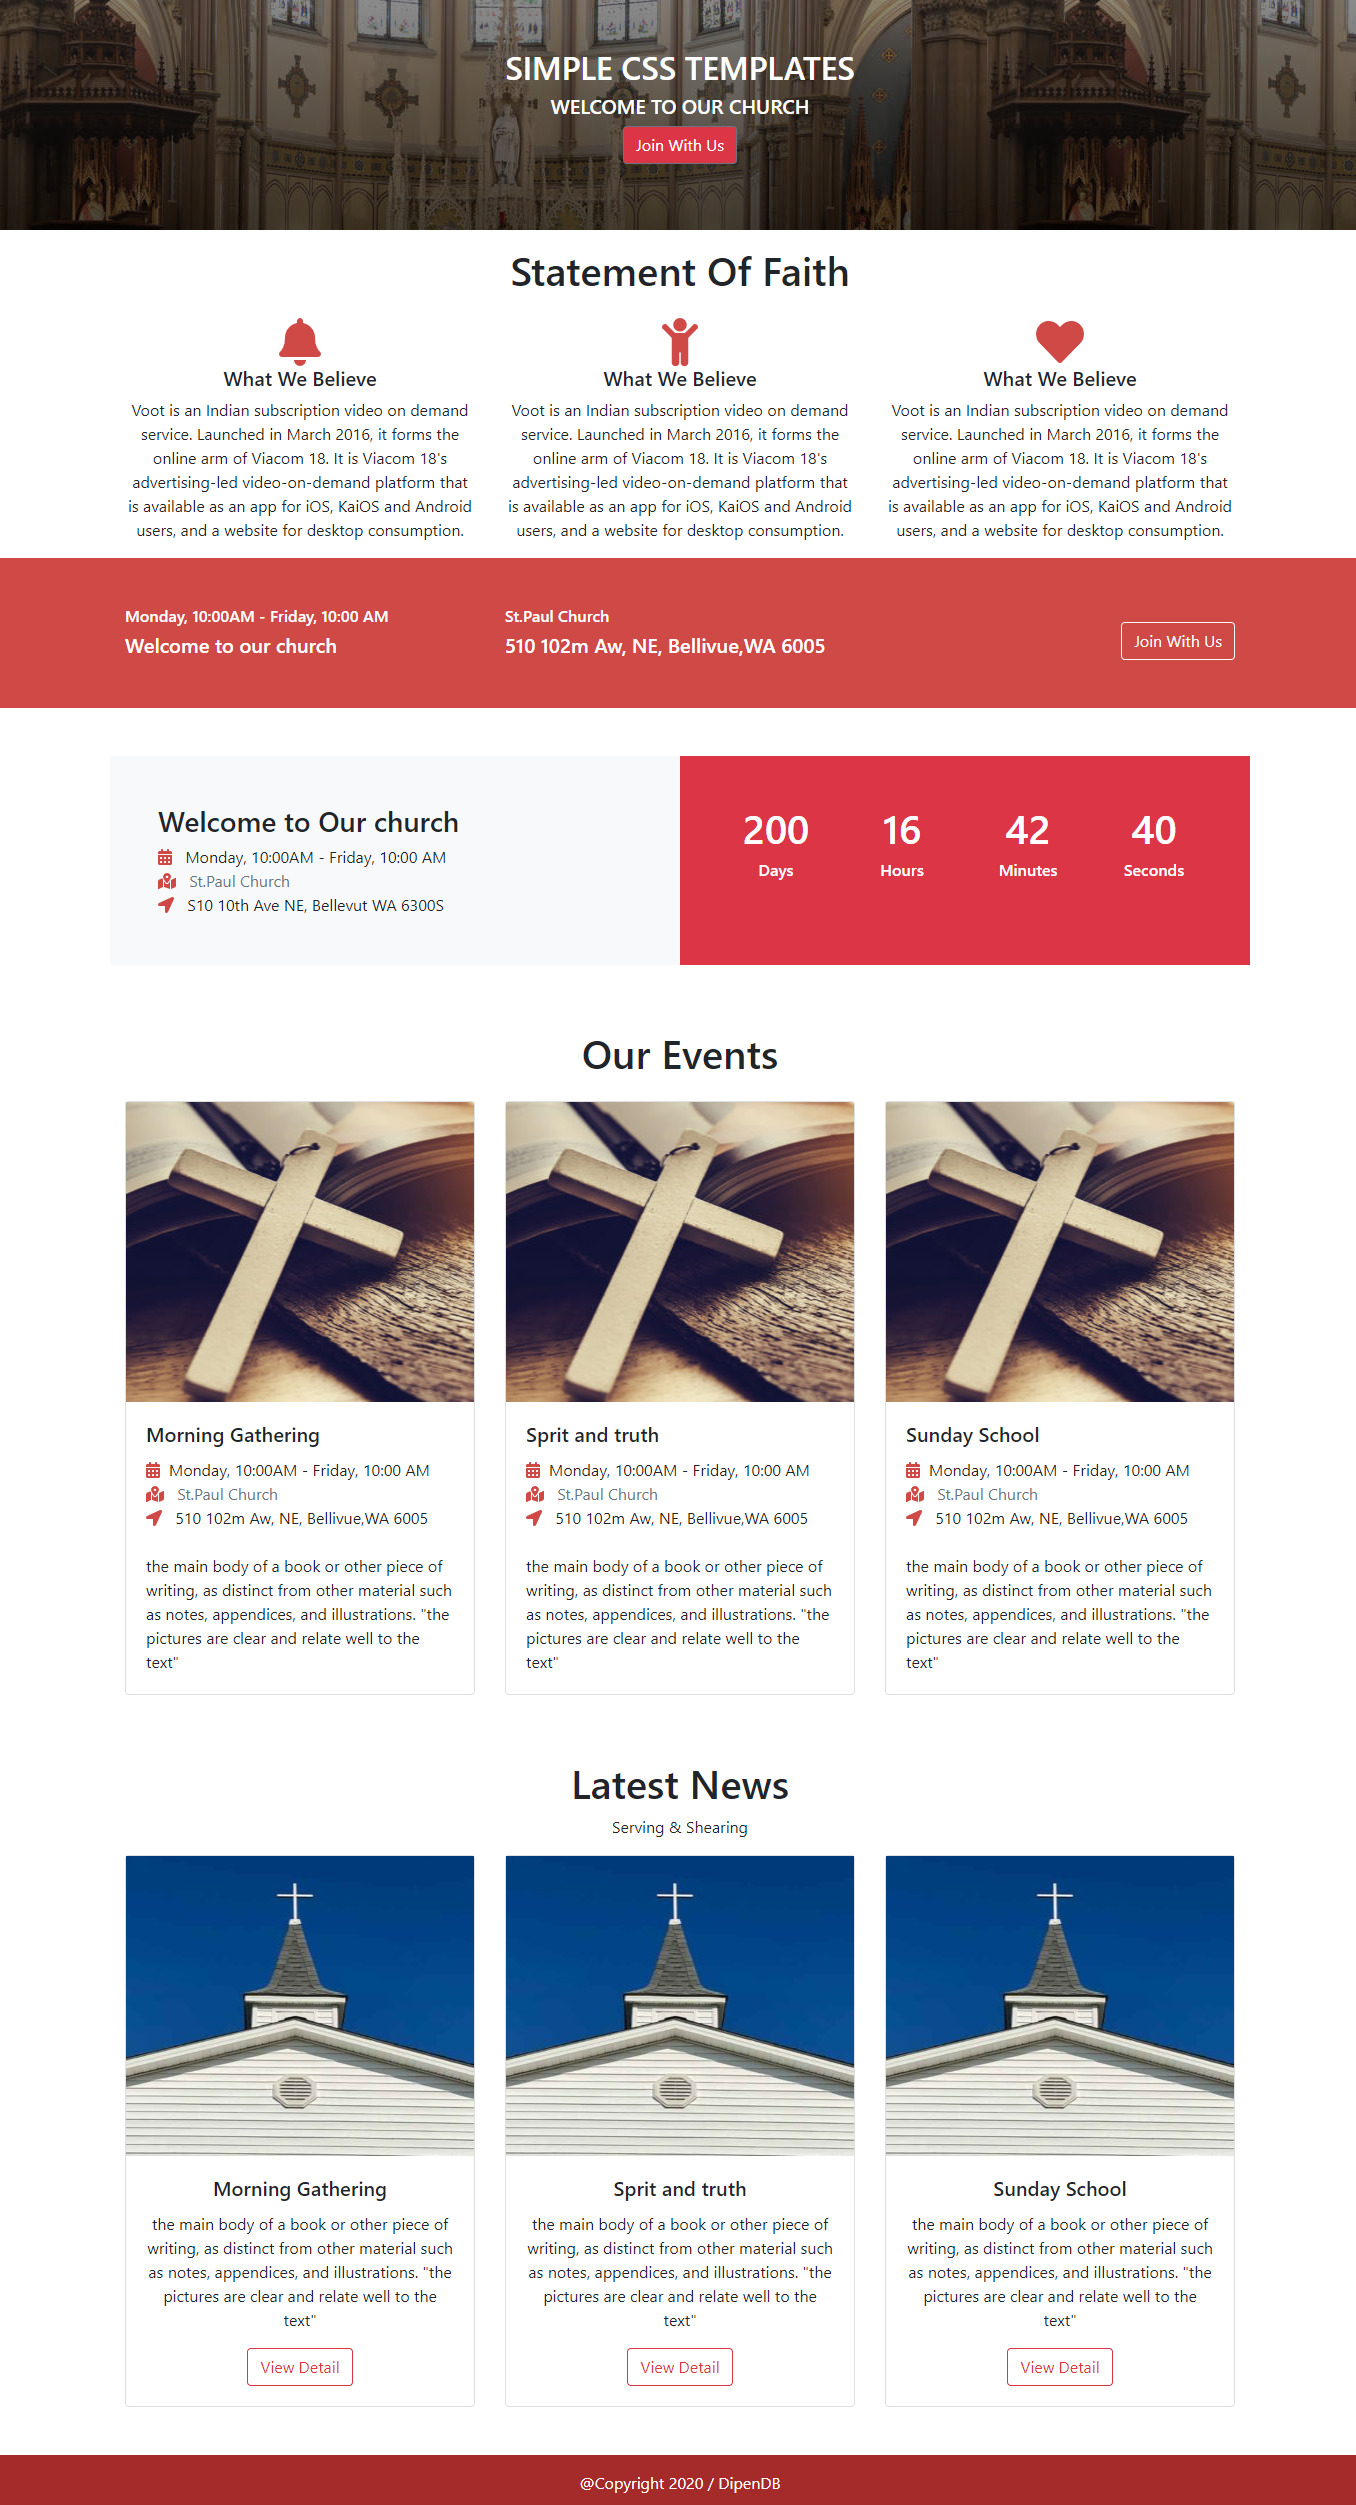 SIMPLE CSS TEMPLATES
WELCOME TO OUR CHURCH
Join With Us
Statement Of Faith
What We Believe
Voot is an Indian subscription video on demand
service. Launched in March 2016, it forms the
online arm of Viacom 18. It is Viacom 18's
advertising-led video-on-demand platform that
is available as an app for iOS, KaiOS and Android
users, and a website for desktop consumption.
What We Believe
Voot is an Indian subscription video on demand
service. Launched in March 2016, it forms the
online arm of Viacom 18. It is Viacom 18's
advertising-led video-on-demand platform that
is available as an app for iOS, KaiOS and Android
users, and a website for desktop consumption.
What We Believe
Voot is an Indian subscription video on demand
service. Launched in March 2016, it forms the
online arm of Viacom 18. It is Viacom 18's
advertising-led video-on-demand platform that
is available as an app for iOS, KaiOS and Android
users, and a website for desktop consumption.
Monday, 10:00AM - Friday, 10:00 AM
Welcome to our church
St.Paul Church
510 102m Aw, NE, Bellivue,WA 6005
Join With Us
Welcome to Our church
Monday, 10:00AM - Friday, 10:00 AM
St.Paul Church
S10 10th Ave NE, Bellevut WA 6300S
200
Days
16
Hours
42
Minutes
40
Seconds
Our Events
Morning Gathering
Monday, 10:00AM - Friday, 10:00 AM
St.Paul Church
510 102m Aw, NE, Bellivue,WA 6005
the main body of a book or other piece of
writing, as distinct from other material such
as notes, appendices, and illustrations. "the
pictures are clear and relate well to the
text"
Sprit and truth
Monday, 10:00AM - Friday, 10:00 AM
St.Paul Church
510 102m Aw, NE, Bellivue,WA 6005
the main body of a book or other piece of
writing, as distinct from other material such
as notes, appendices, and illustrations. "the
pictures are clear and relate well to the
text"
Sunday School
Monday, 10:00AM - Friday, 10:00 AM
St.Paul Church
510 102m Aw, NE, Bellivue,WA 6005
the main body of a book or other piece of
writing, as distinct from other material such
as notes, appendices, and illustrations. "the
pictures are clear and relate well to the
text"
Latest News
Serving & Shearing
Morning Gathering
the main body of a book or other piece of
writing, as distinct from other material such
as notes, appendices, and illustrations. "the
pictures are clear and relate well to the
text"
View Detail
Sprit and truth
the main body of a book or other piece of
writing, as distinct from other material such
as notes, appendices, and illustrations. "the
pictures are clear and relate well to the
text"
View Detail
Sunday School
the main body of a book or other piece of
writing, as distinct from other material such
as notes, appendices, and illustrations. "the
pictures are clear and relate well to the
text"
View Detail
@Copyright 2020 / DipenDB